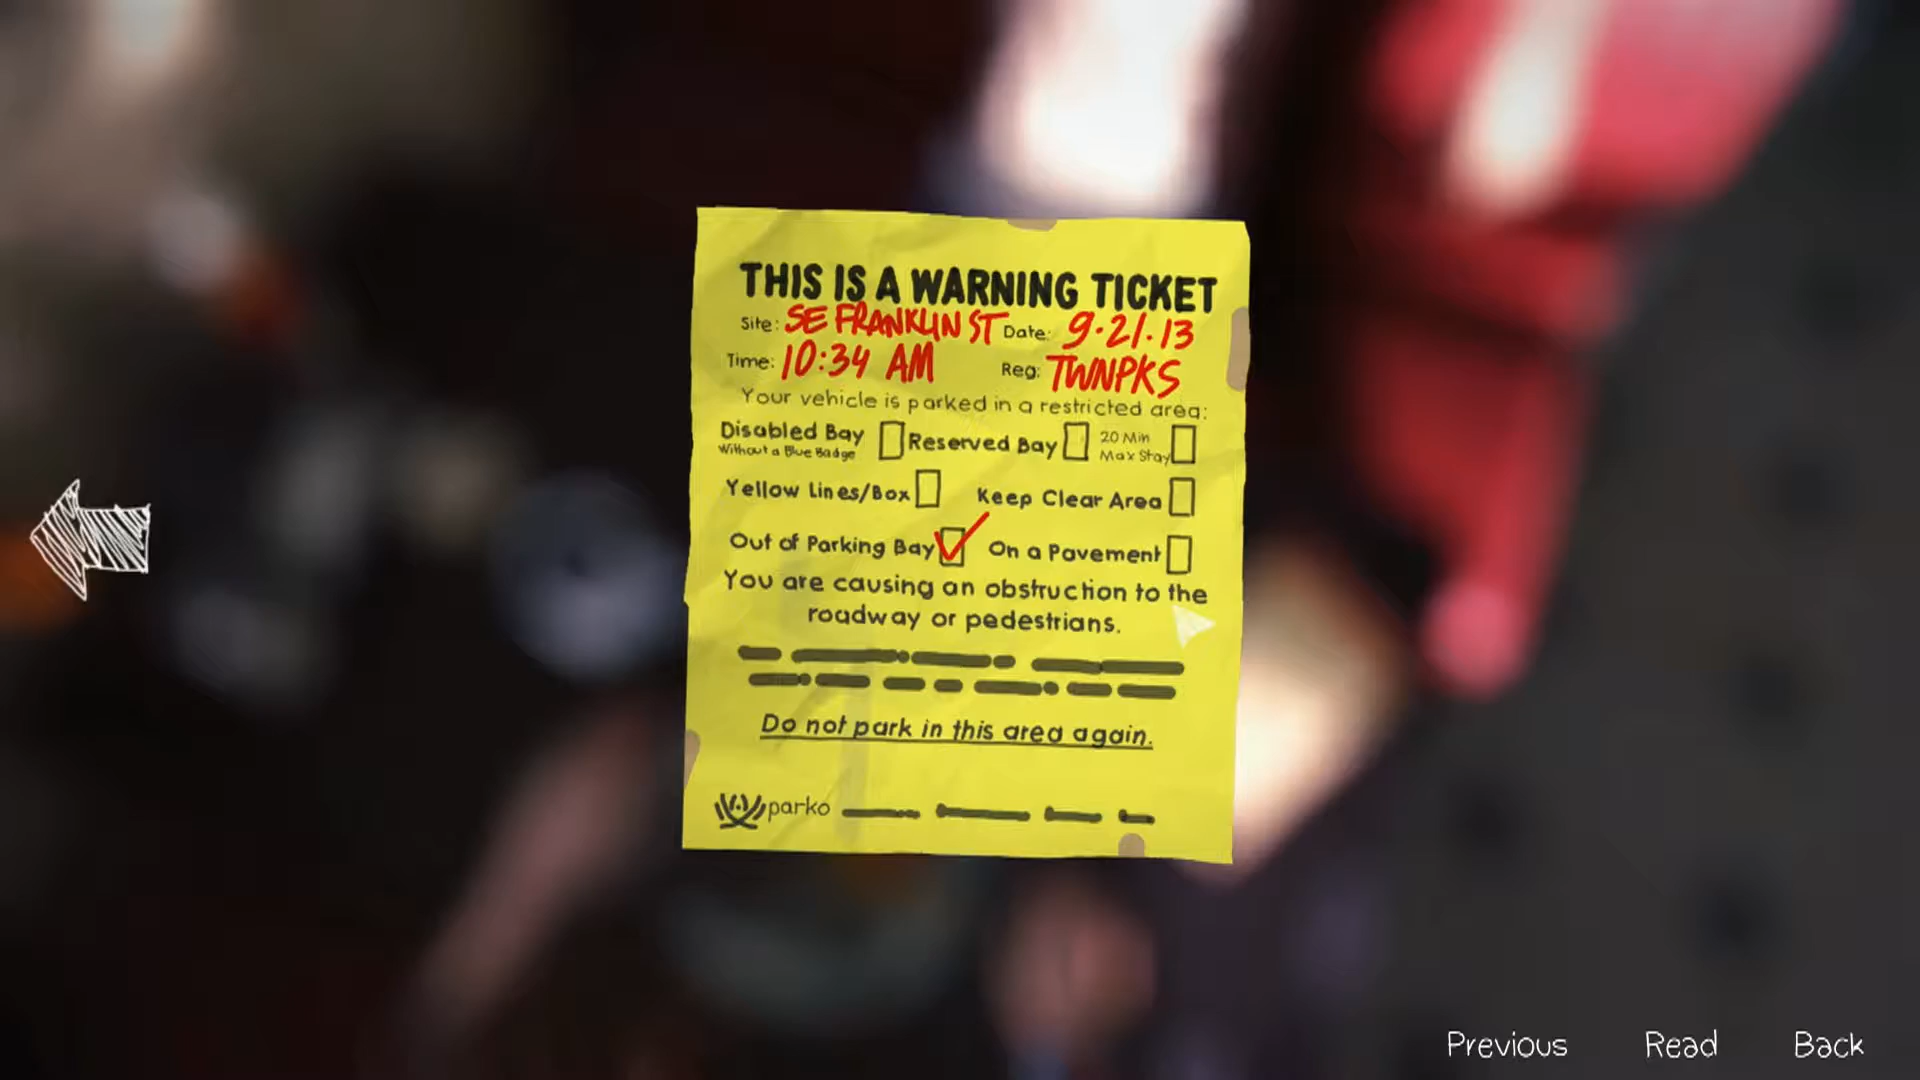 THIS IS A WARNING TICKET
Site: SE FRANKLIN ST Date: 9.21.13
Time: 10:34 AM Reg: TWNPKS
Your vehicle is parked in a restricted area:
Disabled Bay Reserved Bay 20 Min
Without a Blue Badge Max Stay
Yellow Lines/Box Keep Clear Area
Out of Parking Bay On a Pavement
You are causing an obstruction to the
roadway or pedestrians.
Do not park in this area again.
parko
Previous Read Back